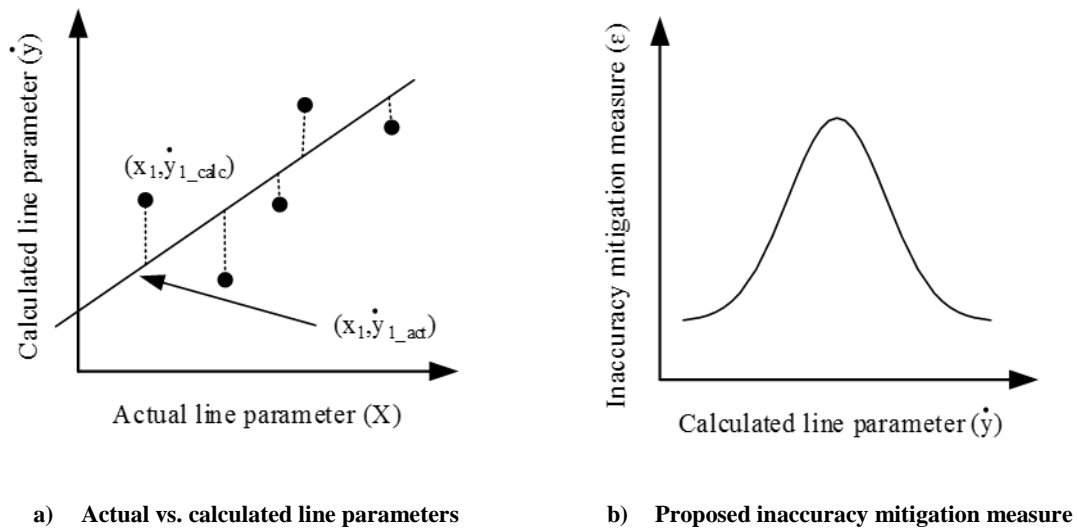 Calculated line parameter (ẏ)
(x₁,ẏ₁_calc)
(x₁,ẏ₁_act)
Actual line parameter (X)
Inaccuracy mitigation measure (ε)
Calculated line parameter (ẏ)
a) Actual vs. calculated line parameters
b) Proposed inaccuracy mitigation measure